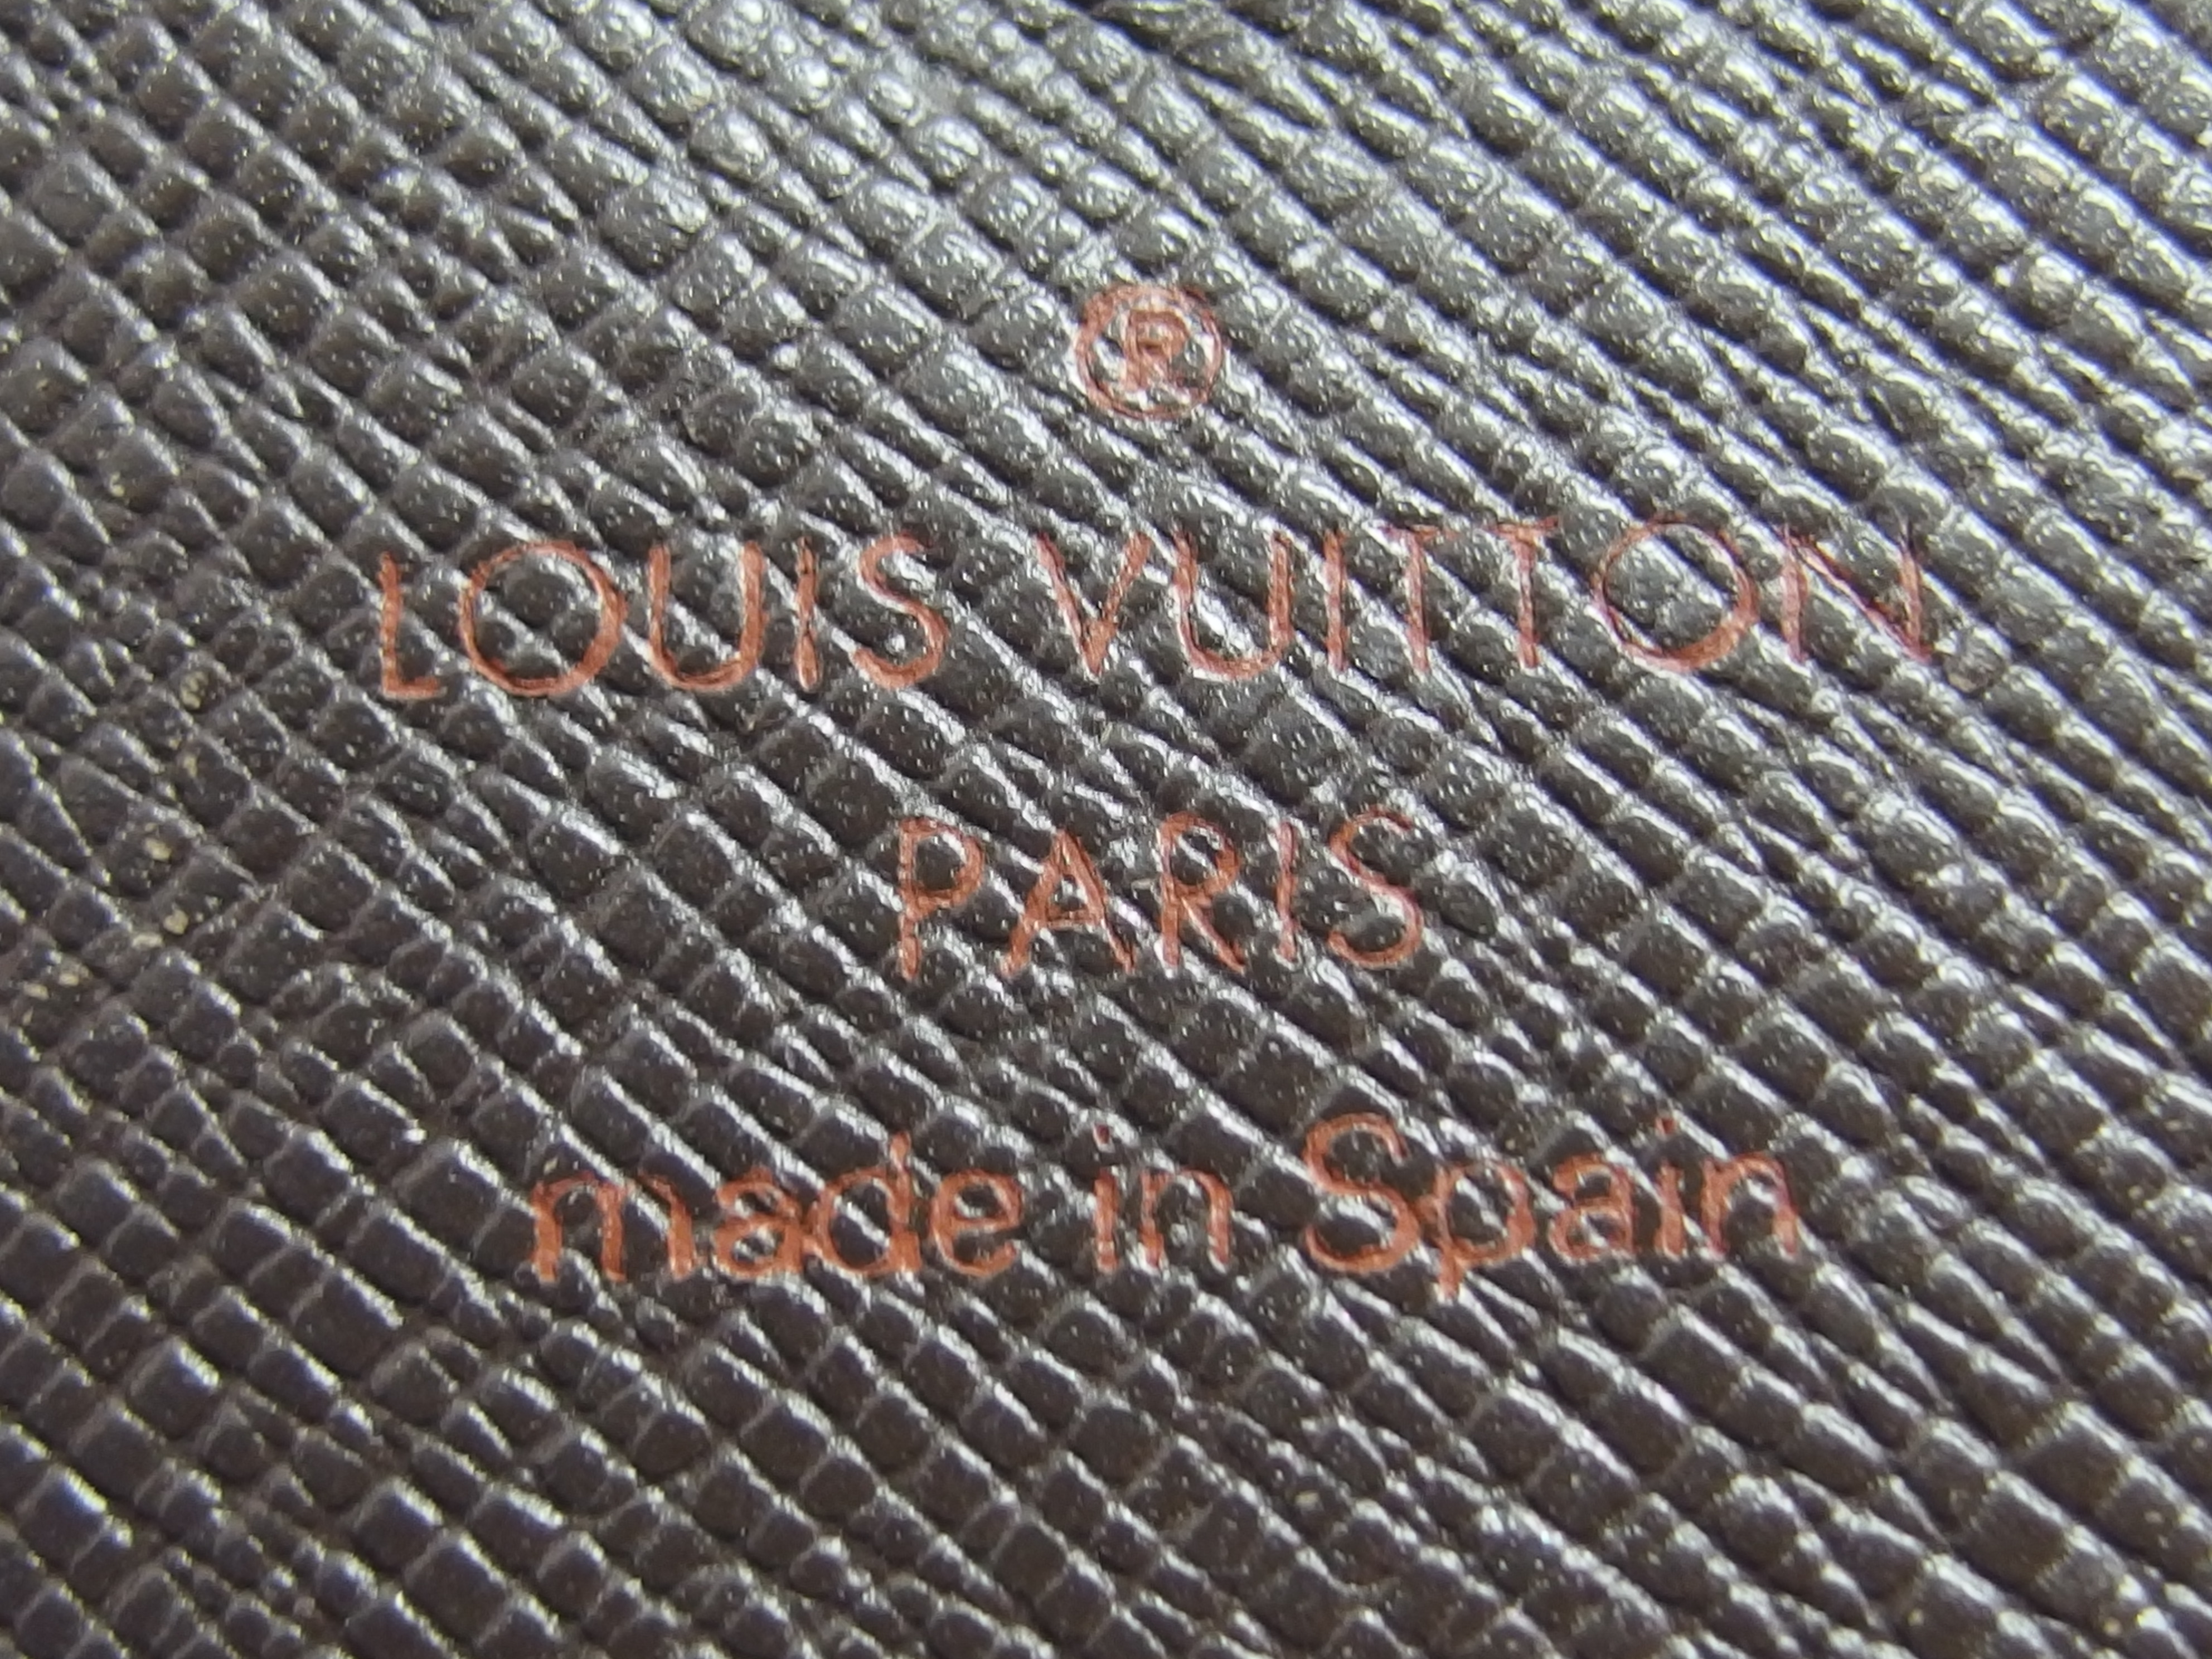 ®
LOUIS VUITTON
PARIS
made in Spain